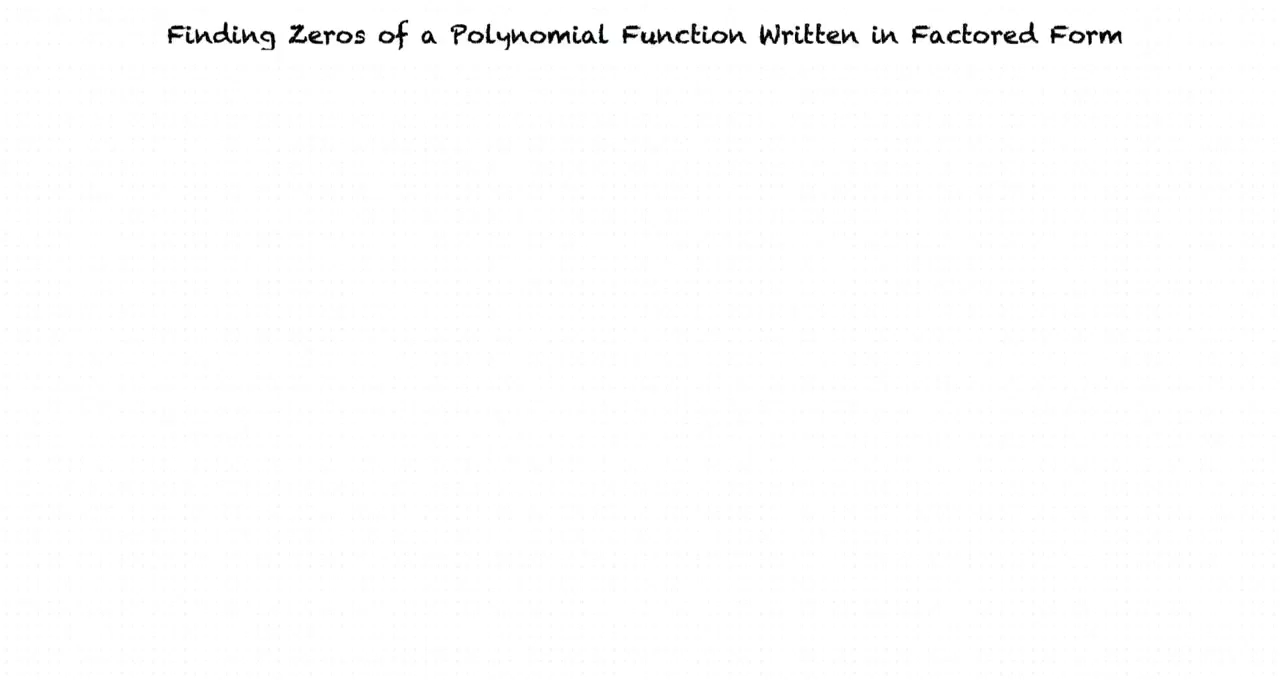 Finding Zeros of a Polynomial Function Written in Factored Form